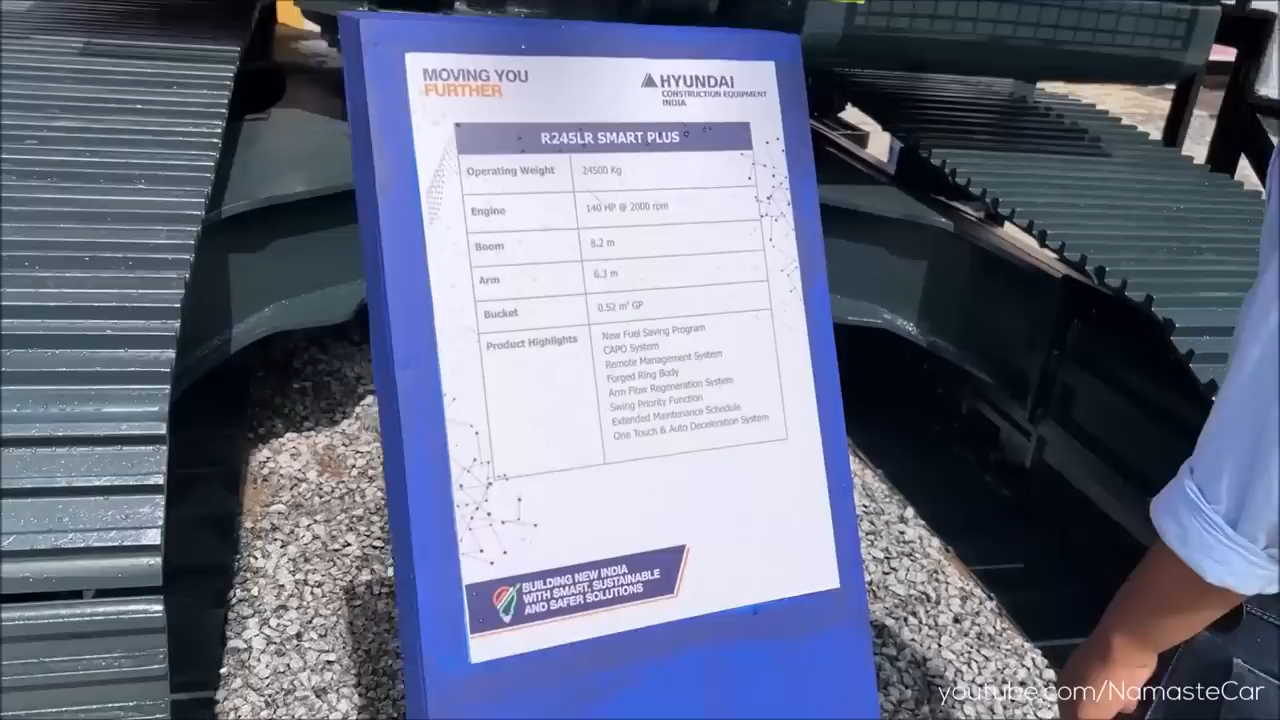 MOVING YOU
FURTHER
HYUNDAI
CONSTRUCTION EQUIPMENT
INDIA
R245LR SMART PLUS
Operating Weight 24500 Kg
Engine 140 HP @ 2000 rpm
Boom 8.2 m
Arm 6.3 m
Bucket 0.52 m³ GP
Product Highlights New Fuel Saving Program
CAPO System
Remote Management System
Forged Ring Body
Arm Flow Regeneration System
Swing Priority Function
Extended Maintenance Schedule
One Touch & Auto Deceleration System
BUILDING NEW INDIA
WITH SMART, SUSTAINABLE
AND SAFER SOLUTIONS
youtube.com/NamasteCar